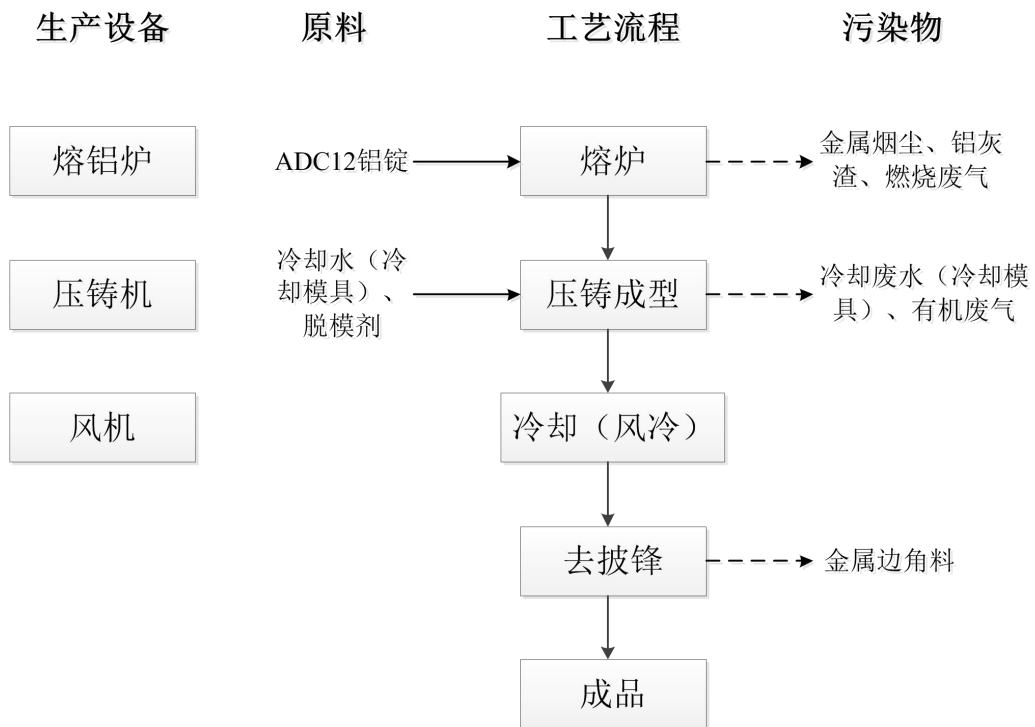 生产设备
原料
工艺流程
污染物
熔铝炉
ADC12铝锭
熔炉
金属烟尘、铝灰
渣、燃烧废气
压铸机
冷却水（冷
却模具）、
脱模剂
压铸成型
冷却废水（冷却模
具）、有机废气
风机
冷却（风冷）
去披锋
金属边角料
成品